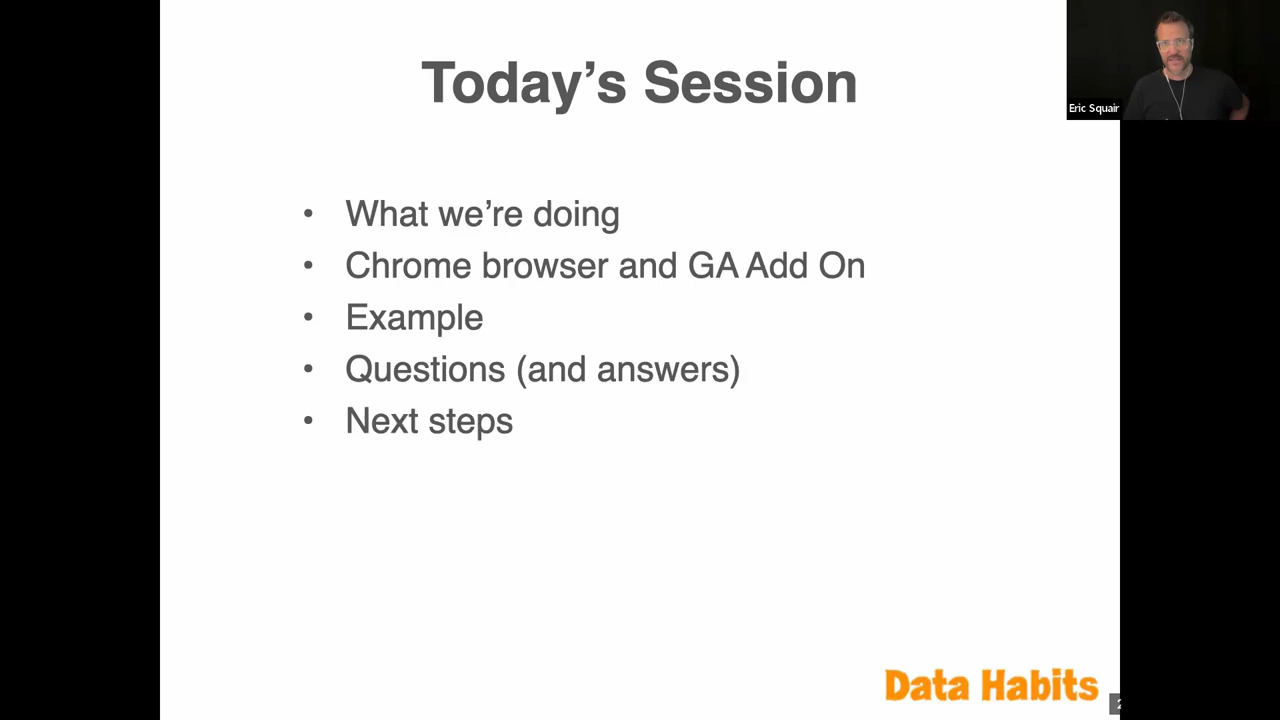 Today’s Session
Eric Squair
• What we’re doing
• Chrome browser and GA Add On
• Example
• Questions (and answers)
• Next steps
Data Habits
2